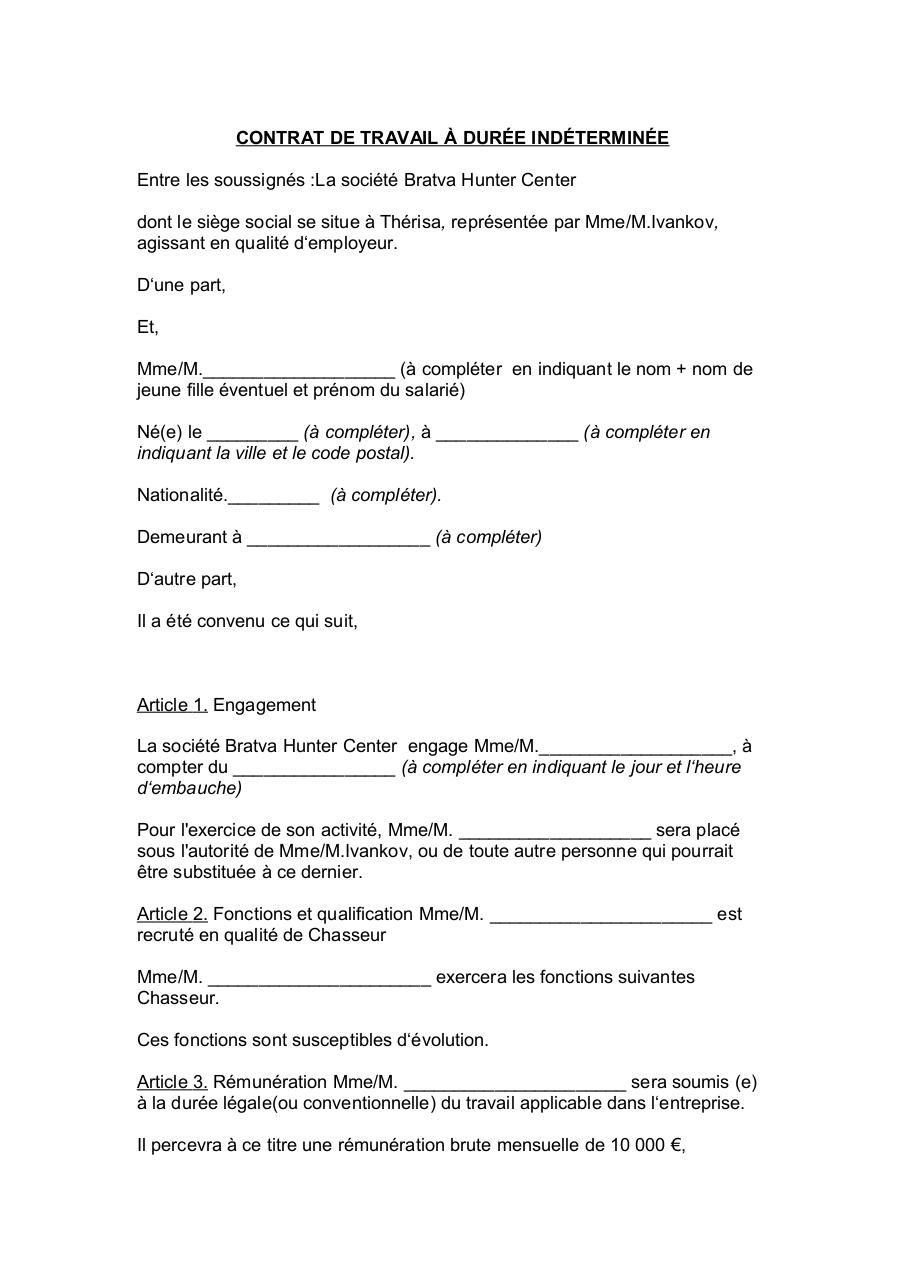 CONTRAT DE TRAVAIL À DURÉE INDÉTERMINÉE
Entre les soussignés :La société Bratva Hunter Center
dont le siège social se situe à Thérisa, représentée par Mme/M.Ivankov,
agissant en qualité d‘employeur.
D‘une part,
Et,
Mme/M.___________________ (à compléter  en indiquant le nom + nom de
jeune fille éventuel et prénom du salarié)
Né(e) le _________ (à compléter), à ______________ (à compléter en
indiquant la ville et le code postal).
Nationalité._________  (à compléter).
Demeurant à __________________ (à compléter)
D‘autre part,
Il a été convenu ce qui suit,
Article 1. Engagement
La société Bratva Hunter Center  engage Mme/M.___________________, à
compter du ________________ (à compléter en indiquant le jour et l‘heure
d‘embauche)
Pour l'exercice de son activité, Mme/M. ___________________ sera placé
sous l'autorité de Mme/M.Ivankov, ou de toute autre personne qui pourrait
être substituée à ce dernier.
Article 2. Fonctions et qualification Mme/M. ______________________ est
recruté en qualité de Chasseur
Mme/M. ______________________ exercera les fonctions suivantes
Chasseur.
Ces fonctions sont susceptibles d‘évolution.
Article 3. Rémunération Mme/M. ______________________ sera soumis (e)
à la durée légale(ou conventionnelle) du travail applicable dans l‘entreprise.
Il percevra à ce titre une rémunération brute mensuelle de 10 000 €,